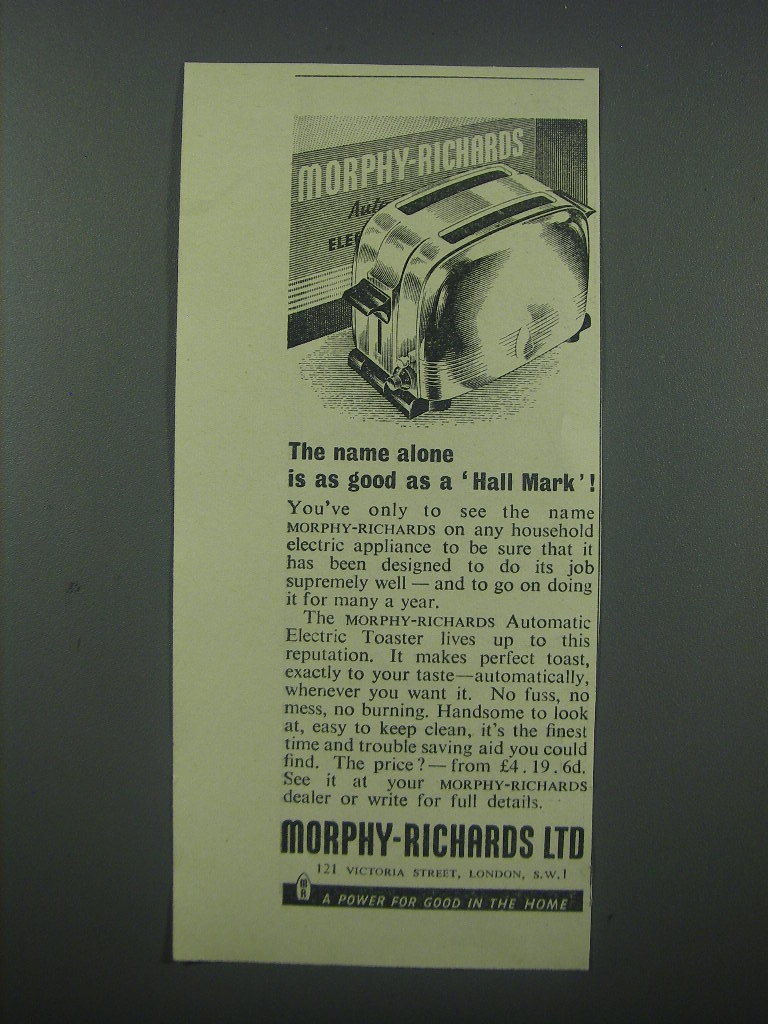 MORPHY-RICHARDS
The name alone
is as good as a ‘Hall Mark’!
You've only to see the name
MORPHY-RICHARDS on any household
electric appliance to be sure that it
has been designed to do its job
supremely well — and to go on doing
it for many a year.
The MORPHY-RICHARDS Automatic
Electric Toaster lives up to this
reputation. It makes perfect toast,
exactly to your taste—automatically,
whenever you want it. No fuss, no
mess, no burning. Handsome to look
at, easy to keep clean, it's the finest
time and trouble saving aid you could
find. The price?— from £4 . 19 . 6d.
See it at your MORPHY-RICHARDS
dealer or write for full details.
MORPHY-RICHARDS LTD
121 VICTORIA STREET, LONDON, S.W.1
MR A POWER FOR GOOD IN THE HOME